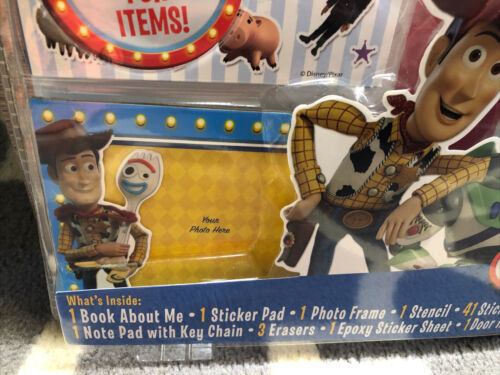 ITEMS!
© Disney/Pixar
Your
Photo Here
What's Inside:
1 Book About Me • 1 Sticker Pad • 1 Photo Frame • 1 Stencil • 41
1 Note Pad with Key Chain • 3 Erasers • 1 Epoxy Sticker Sheet • 1 Door